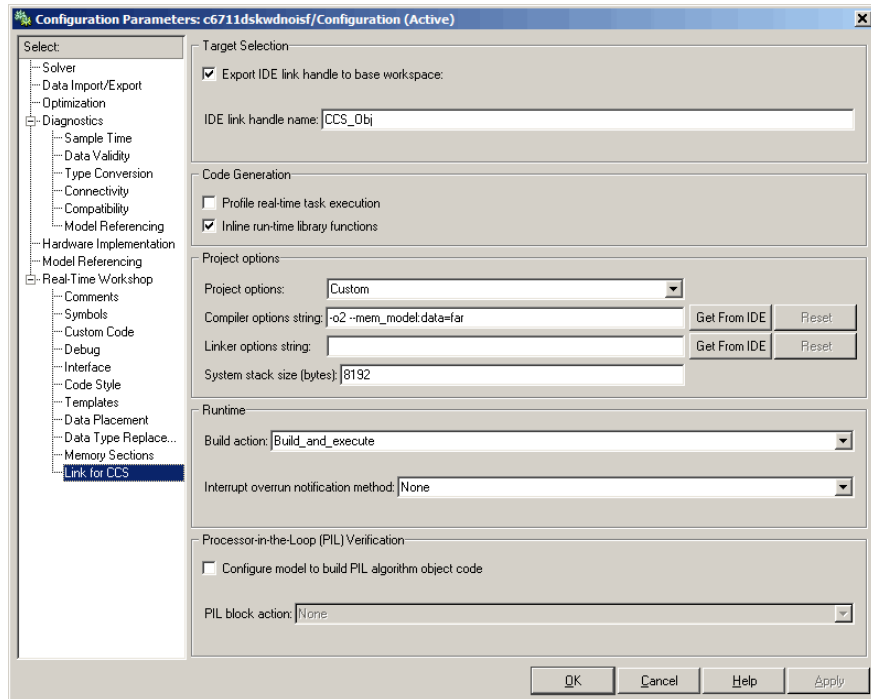 Configuration Parameters: c6711dskwdnoisf/Configuration (Active)
Select:
Solver
Data Import/Export
Optimization
Diagnostics
Sample Time
Data Validity
Type Conversion
Connectivity
Compatibility
Model Referencing
Hardware Implementation
Model Referencing
Real-Time Workshop
Comments
Symbols
Custom Code
Debug
Interface
Code Style
Templates
Data Placement
Data Type Replace...
Memory Sections
Link for CCS
Target Selection
Export IDE link handle to base workspace:
IDE link handle name: CCS_Obj
Code Generation
Profile real-time task execution
Inline run-time library functions
Project options
Project options: Custom
Compiler options string: -o2 --mem_model:data=far Get From IDE Reset
Linker options string: Get From IDE Reset
System stack size (bytes): 8192
Runtime
Build action: Build_and_execute
Interrupt overrun notification method: None
Processor-in-the-Loop (PIL) Verification
Configure model to build PIL algorithm object code
PIL block action: None
OK Cancel Help Apply